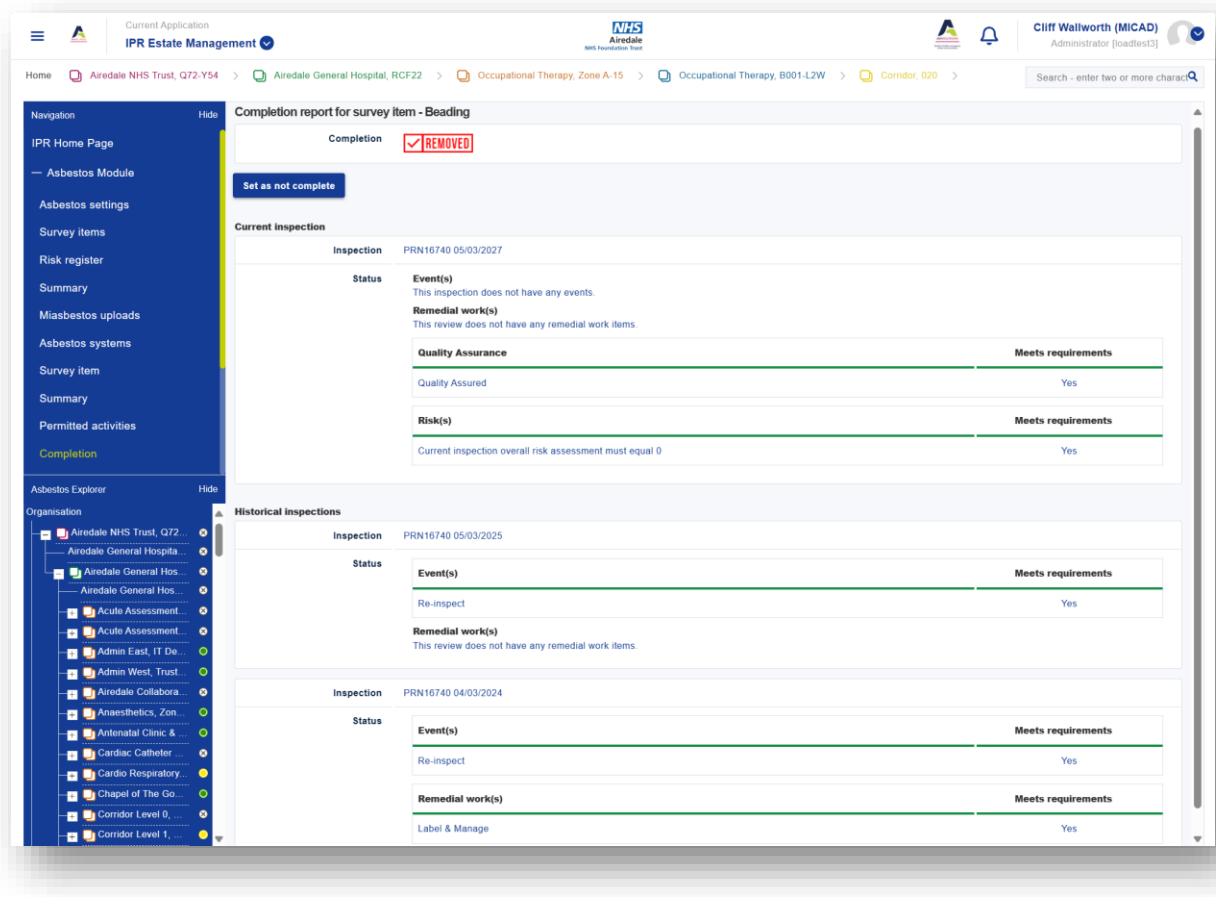 Current Application
IPR Estate Management
NHS
Airedale
NHS Foundation Trust
Cliff Wallworth (MICAD)
Administrator [loadtest3]
Home Airedale NHS Trust, Q72-Y54 > Airedale General Hospital, RCF22 > Occupational Therapy, Zone A-15 > Occupational Therapy, B001-L2W > Corridor, 020 >
Search - enter two or more charact
Navigation Hide
IPR Home Page
— Asbestos Module
Asbestos settings
Survey items
Risk register
Summary
Miasbestos uploads
Asbestos systems
Survey item
Summary
Permitted activities
Completion
Asbestos Explorer Hide
Organisation
Airedale NHS Trust, Q72...
Airedale General Hospita...
Airedale General Hos...
Airedale General Hos...
Acute Assessment...
Acute Assessment...
Admin East, IT De...
Admin West, Trust...
Airedale Collabora...
Anaesthetics, Zon...
Antenatal Clinic & ...
Cardiac Catheter ...
Cardio Respiratory...
Chapel of The Go...
Corridor Level 0, ...
Corridor Level 1, ...
Completion report for survey item - Beading
Completion REMOVED
Set as not complete
Current inspection
Inspection PRN16740 05/03/2027
Status Event(s)
This inspection does not have any events.
Remedial work(s)
This review does not have any remedial work items.
Quality Assurance Meets requirements
Quality Assured Yes
Risk(s) Meets requirements
Current inspection overall risk assessment must equal 0 Yes
Historical inspections
Inspection PRN16740 05/03/2025
Status
Event(s) Meets requirements
Re-inspect Yes
Remedial work(s)
This review does not have any remedial work items.
Inspection PRN16740 04/03/2024
Status
Event(s) Meets requirements
Re-inspect Yes
Remedial work(s) Meets requirements
Label & Manage Yes